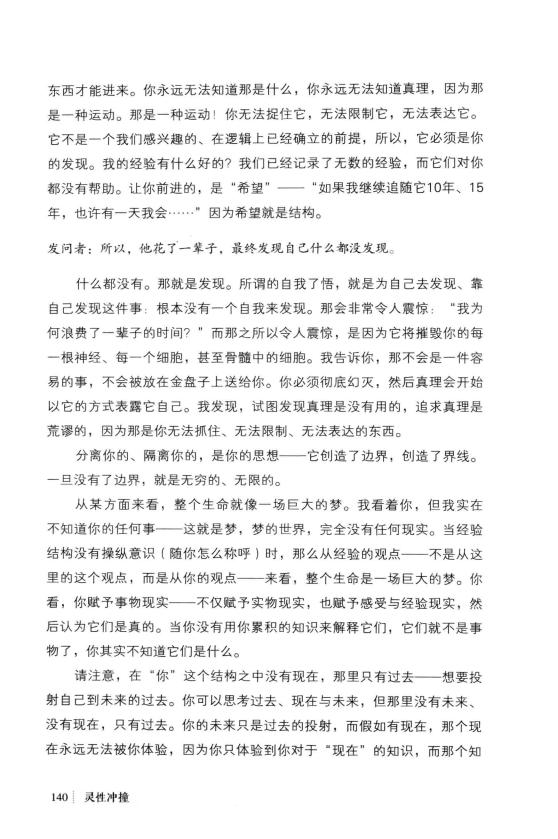 东西才能进来。你永远无法知道那是什么，你永远无法知道真理，因为那
是一种运动。那是一种运动！你无法捉住它，无法限制它，无法表达它。
它不是一个我们感兴趣的、在逻辑上已经确立的前提，所以，它必须是你
的发现。我的经验有什么好的？我们已经记录了无数的经验，而它们对你
都没有帮助。让你前进的，是“希望”——“如果我继续追随它10年、15
年，也许有一天我会……”因为希望就是结构。
发问者：所以，他花了一辈子，最终发现自己什么都没发现。
什么都没有。那就是发现。所谓的自我了悟，就是为自己去发现、靠
自己发现这件事：根本没有一个自我来发现。那会非常令人震惊：“我为
何浪费了一辈子的时间？”而那之所以令人震惊，是因为它将摧毁你的每
一根神经、每一个细胞，甚至骨髓中的细胞。我告诉你，那不会是一件容
易的事，不会被放在金盘子上送给你。你必须彻底幻灭，然后真理会开始
以它的方式表露它自己。我发现，试图发现真理是没有用的，追求真理是
荒谬的，因为那是你无法抓住、无法限制、无法表达的东西。
分离你的、隔离你的，是你的思想——它创造了边界，创造了界线。
一旦没有了边界，就是无穷的、无限的。
从某方面来看，整个生命就像一场巨大的梦。我看着你，但我实在
不知道你的任何事——这就是梦，梦的世界，完全没有任何现实。当经验
结构没有操纵意识（随你怎么称呼）时，那么从经验的观点——不是从这
里的这个观点，而是从你的观点——来看，整个生命是一场巨大的梦。你
看，你赋予事物现实——不仅赋予实物现实，也赋予感受与经验现实，然
后认为它们是真的。当你没有用你累积的知识来解释它们，它们就不是事
物了，你其实不知道它们是什么。
请注意，在“你”这个结构之中没有现在，那里只有过去——想要投
射自己到未来的过去。你可以思考过去、现在与未来，但那里没有未来、
没有现在，只有过去。你的未来只是过去的投射，而假如有现在，那个现
在永远无法被你体验，因为你只体验到你对于“现在”的知识，而那个知
140 灵性冲撞